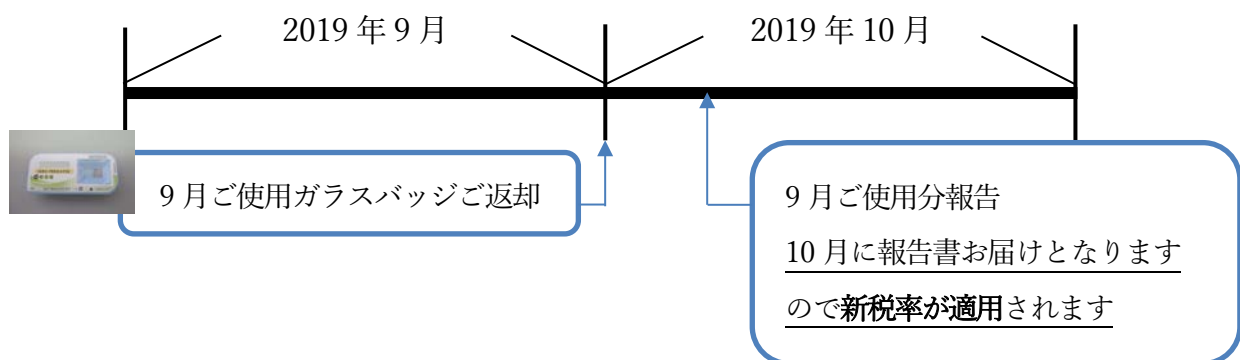 2019 年 9 月
2019 年 10 月
9 月ご使用ガラスバッジご返却
9 月ご使用分報告
10 月に報告書お届けとなります
ので新税率が適用されます